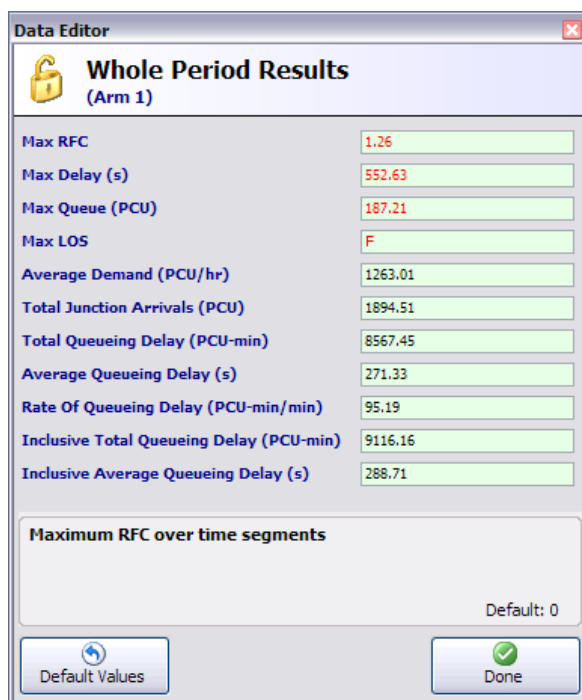 Data Editor
Whole Period Results
(Arm 1)
Max RFC 1.26
Max Delay (s) 552.63
Max Queue (PCU) 187.21
Max LOS F
Average Demand (PCU/hr) 1263.01
Total Junction Arrivals (PCU) 1894.51
Total Queueing Delay (PCU-min) 8567.45
Average Queueing Delay (s) 271.33
Rate Of Queueing Delay (PCU-min/min) 95.19
Inclusive Total Queueing Delay (PCU-min) 9116.16
Inclusive Average Queueing Delay (s) 288.71
Maximum RFC over time segments
Default: 0
Default Values Done